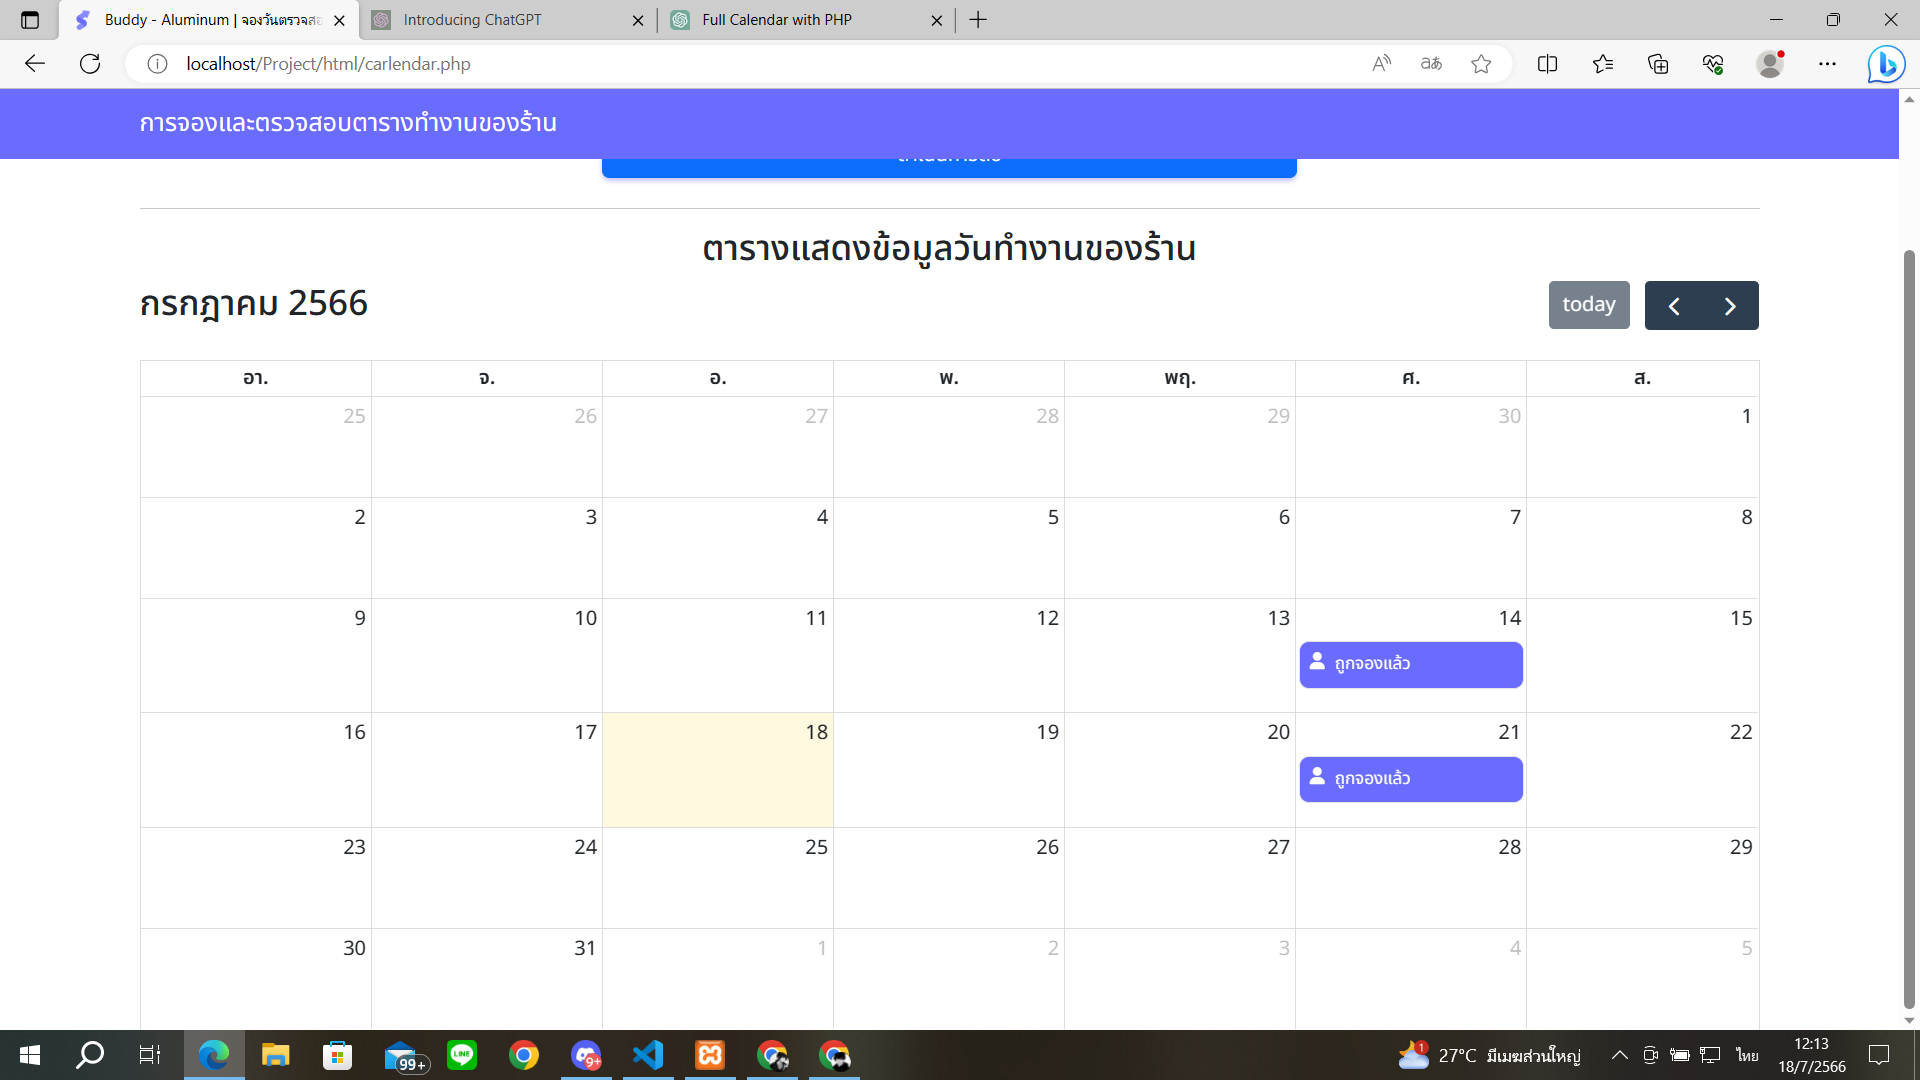 Buddy - Aluminum | จองวันตรวจสอ
Introducing ChatGPT
Full Calendar with PHP
localhost/Project/html/carlendar.php
การจองและตรวจสอบตารางทำงานของร้าน
ตารางแสดงข้อมูลวันทำงานของร้าน
กรกฎาคม 2566
today
อา. จ. อ. พ. พฤ. ศ. ส.
25 26 27 28 29 30 1
2 3 4 5 6 7 8
9 10 11 12 13 14 15
ถูกจองแล้ว
16 17 18 19 20 21 22
ถูกจองแล้ว
23 24 25 26 27 28 29
30 31 1 2 3 4 5
99+
LINE
9+
1
27°C มีเมฆส่วนใหญ่
ไทย
12:13
18/7/2566